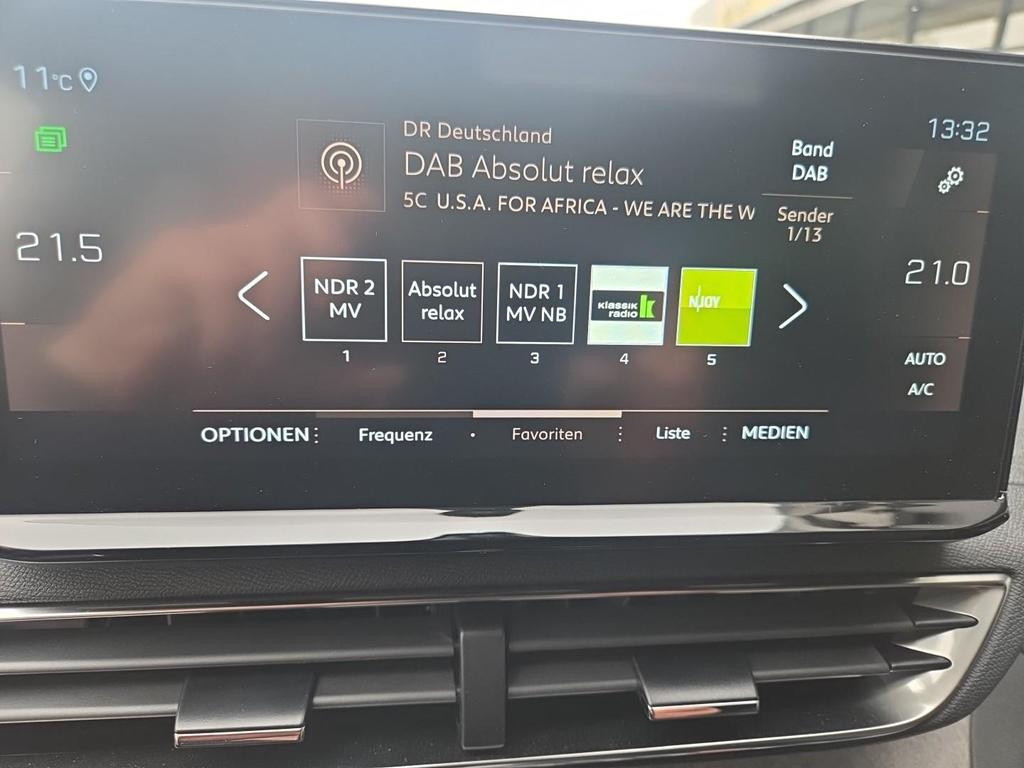 11°C
13:32
DR Deutschland
DAB Absolut relax
5C U.S.A. FOR AFRICA - WE ARE THE W
Band
DAB
Sender
1/13
21.5
21.0
NDR 2
MV
Absolut
relax
NDR 1
MV NB
Klassik
radio
N-JOY
1
2
3
4
5
AUTO
A/C
OPTIONEN
Frequenz
Favoriten
Liste
MEDIEN